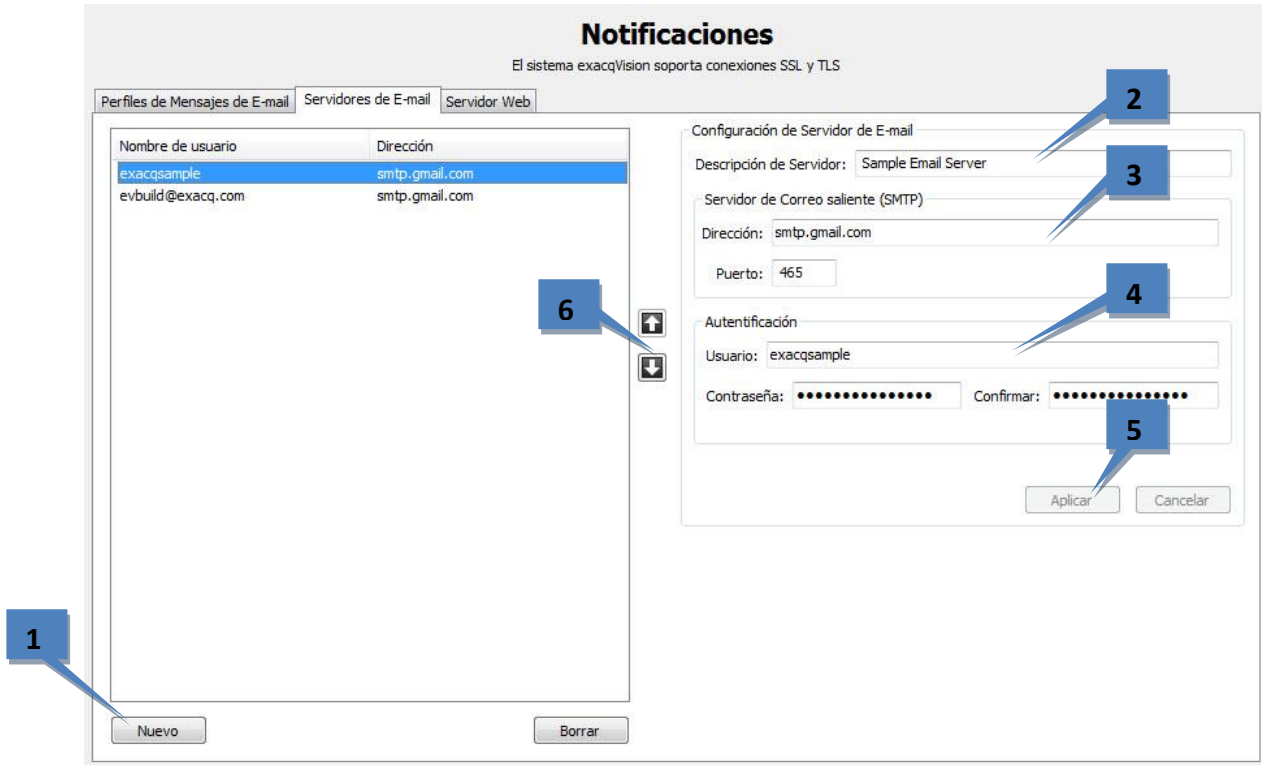 Notificaciones
El sistema exacqVision soporta conexiones SSL y TLS
Perfiles de Mensajes de E-mail Servidores de E-mail Servidor Web
Nombre de usuario Dirección
exacqsample smtp.gmail.com
evbuild@exacq.com smtp.gmail.com
Configuración de Servidor de E-mail
Descripción de Servidor: Sample Email Server
Servidor de Correo saliente (SMTP)
Dirección: smtp.gmail.com
Puerto: 465
Autentificación
Usuario: exacqsample
Contraseña: ••••••••••••••• Confirmar: •••••••••••••••
Aplicar Cancelar
Nuevo Borrar
1
2
3
4
5
6